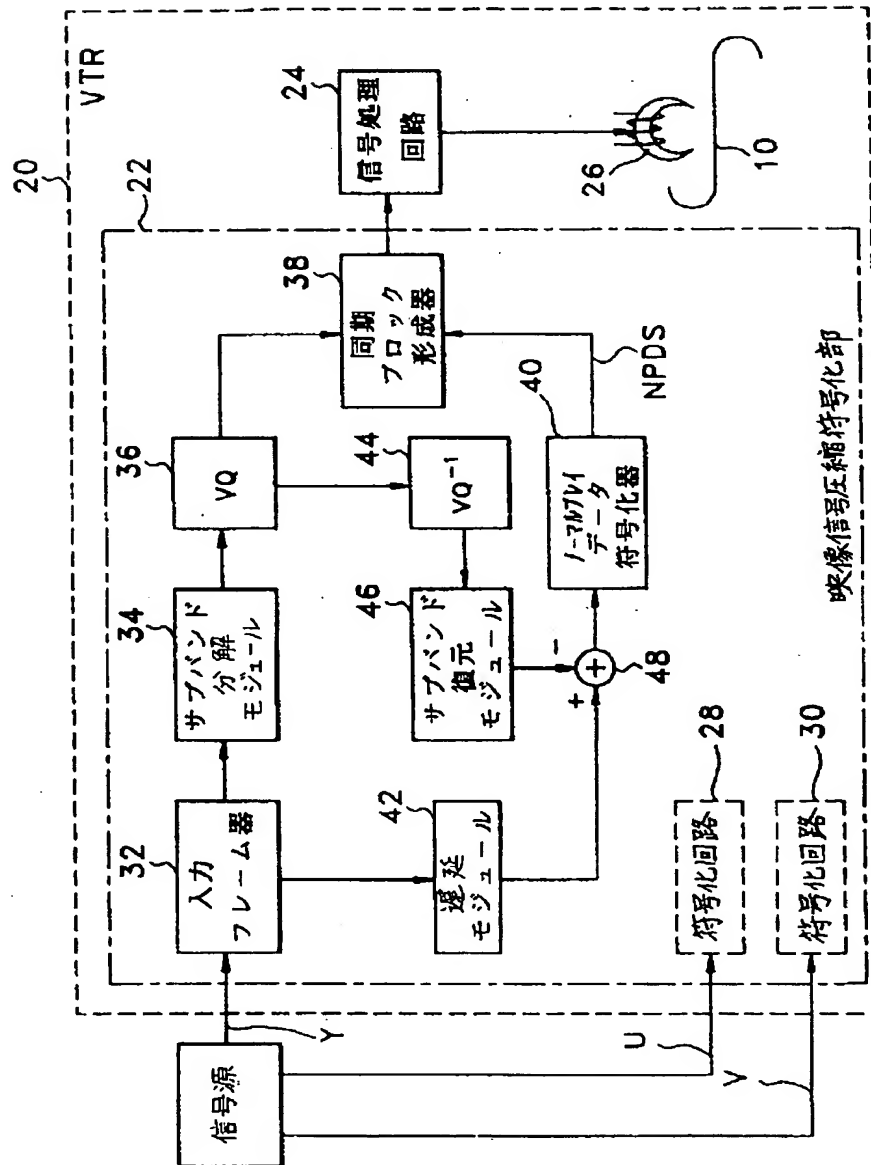 VTR
20
22
24
信号処理
回路
26
10
38
同期
ブロック
形成器
36
VQ
44
VQ⁻¹
40
ノーマルプレイ
データ
符号化器
NPDS
34
サブバンド
分解
モジュール
46
サブバンド
復元
モジュール
-
+
+
48
32
入力
フレーム器
42
遅延
モジュール
28
符号化回路
30
符号化回路
映像信号圧縮符号化部
信号源
Y
U
V